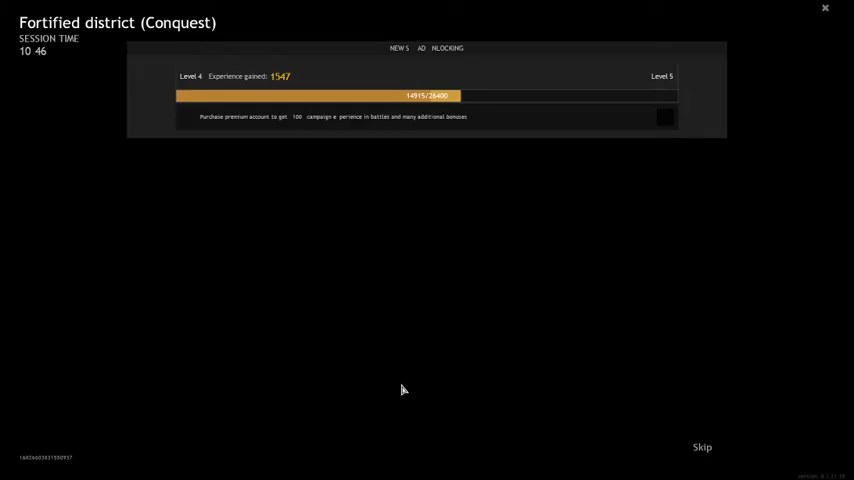 Fortified district (Conquest)
SESSION TIME
10 46
NEW S AD NLOCKING
Level 4 Experience gained: 1547 Level 5
14915/26400
Purchase premium account to get 100 campaign e perience in battles and many additional bonuses
Skip